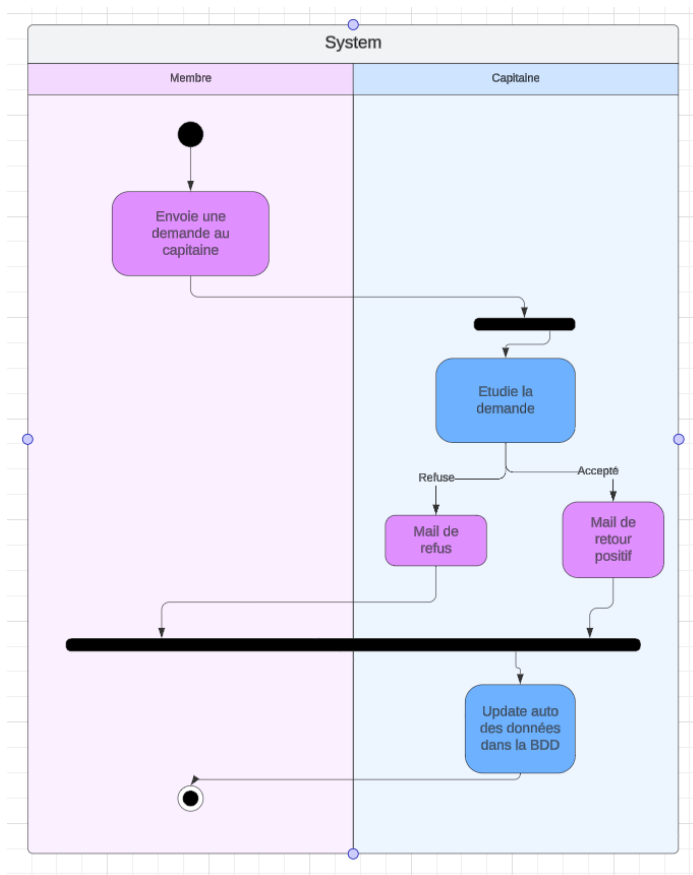 System
Membre
Capitaine
Envoie une
demande au
capitaine
Etudie la
demande
Refuse
Accepté
Mail de
refus
Mail de
retour
positif
Update auto
des données
dans la BDD